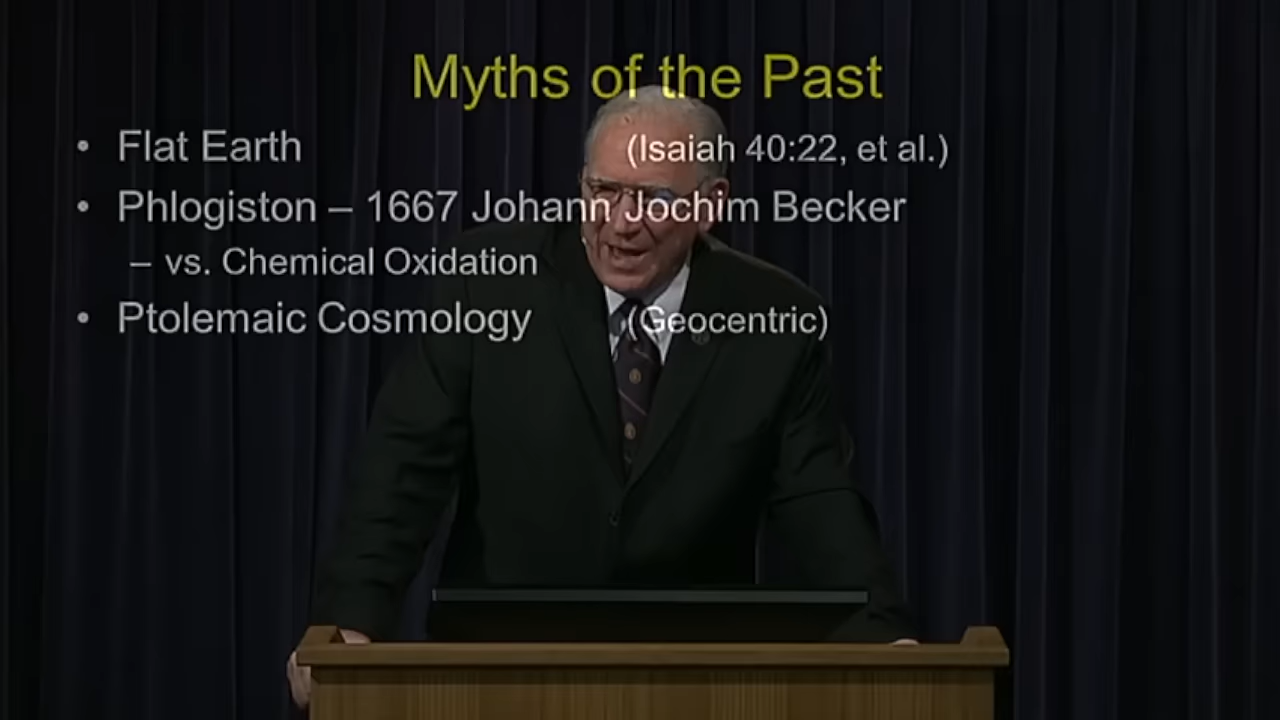 Myths of the Past
• Flat Earth (Isaiah 40:22, et al.)
• Phlogiston – 1667 Johann Jochim Becker
– vs. Chemical Oxidation
• Ptolemaic Cosmology (Geocentric)